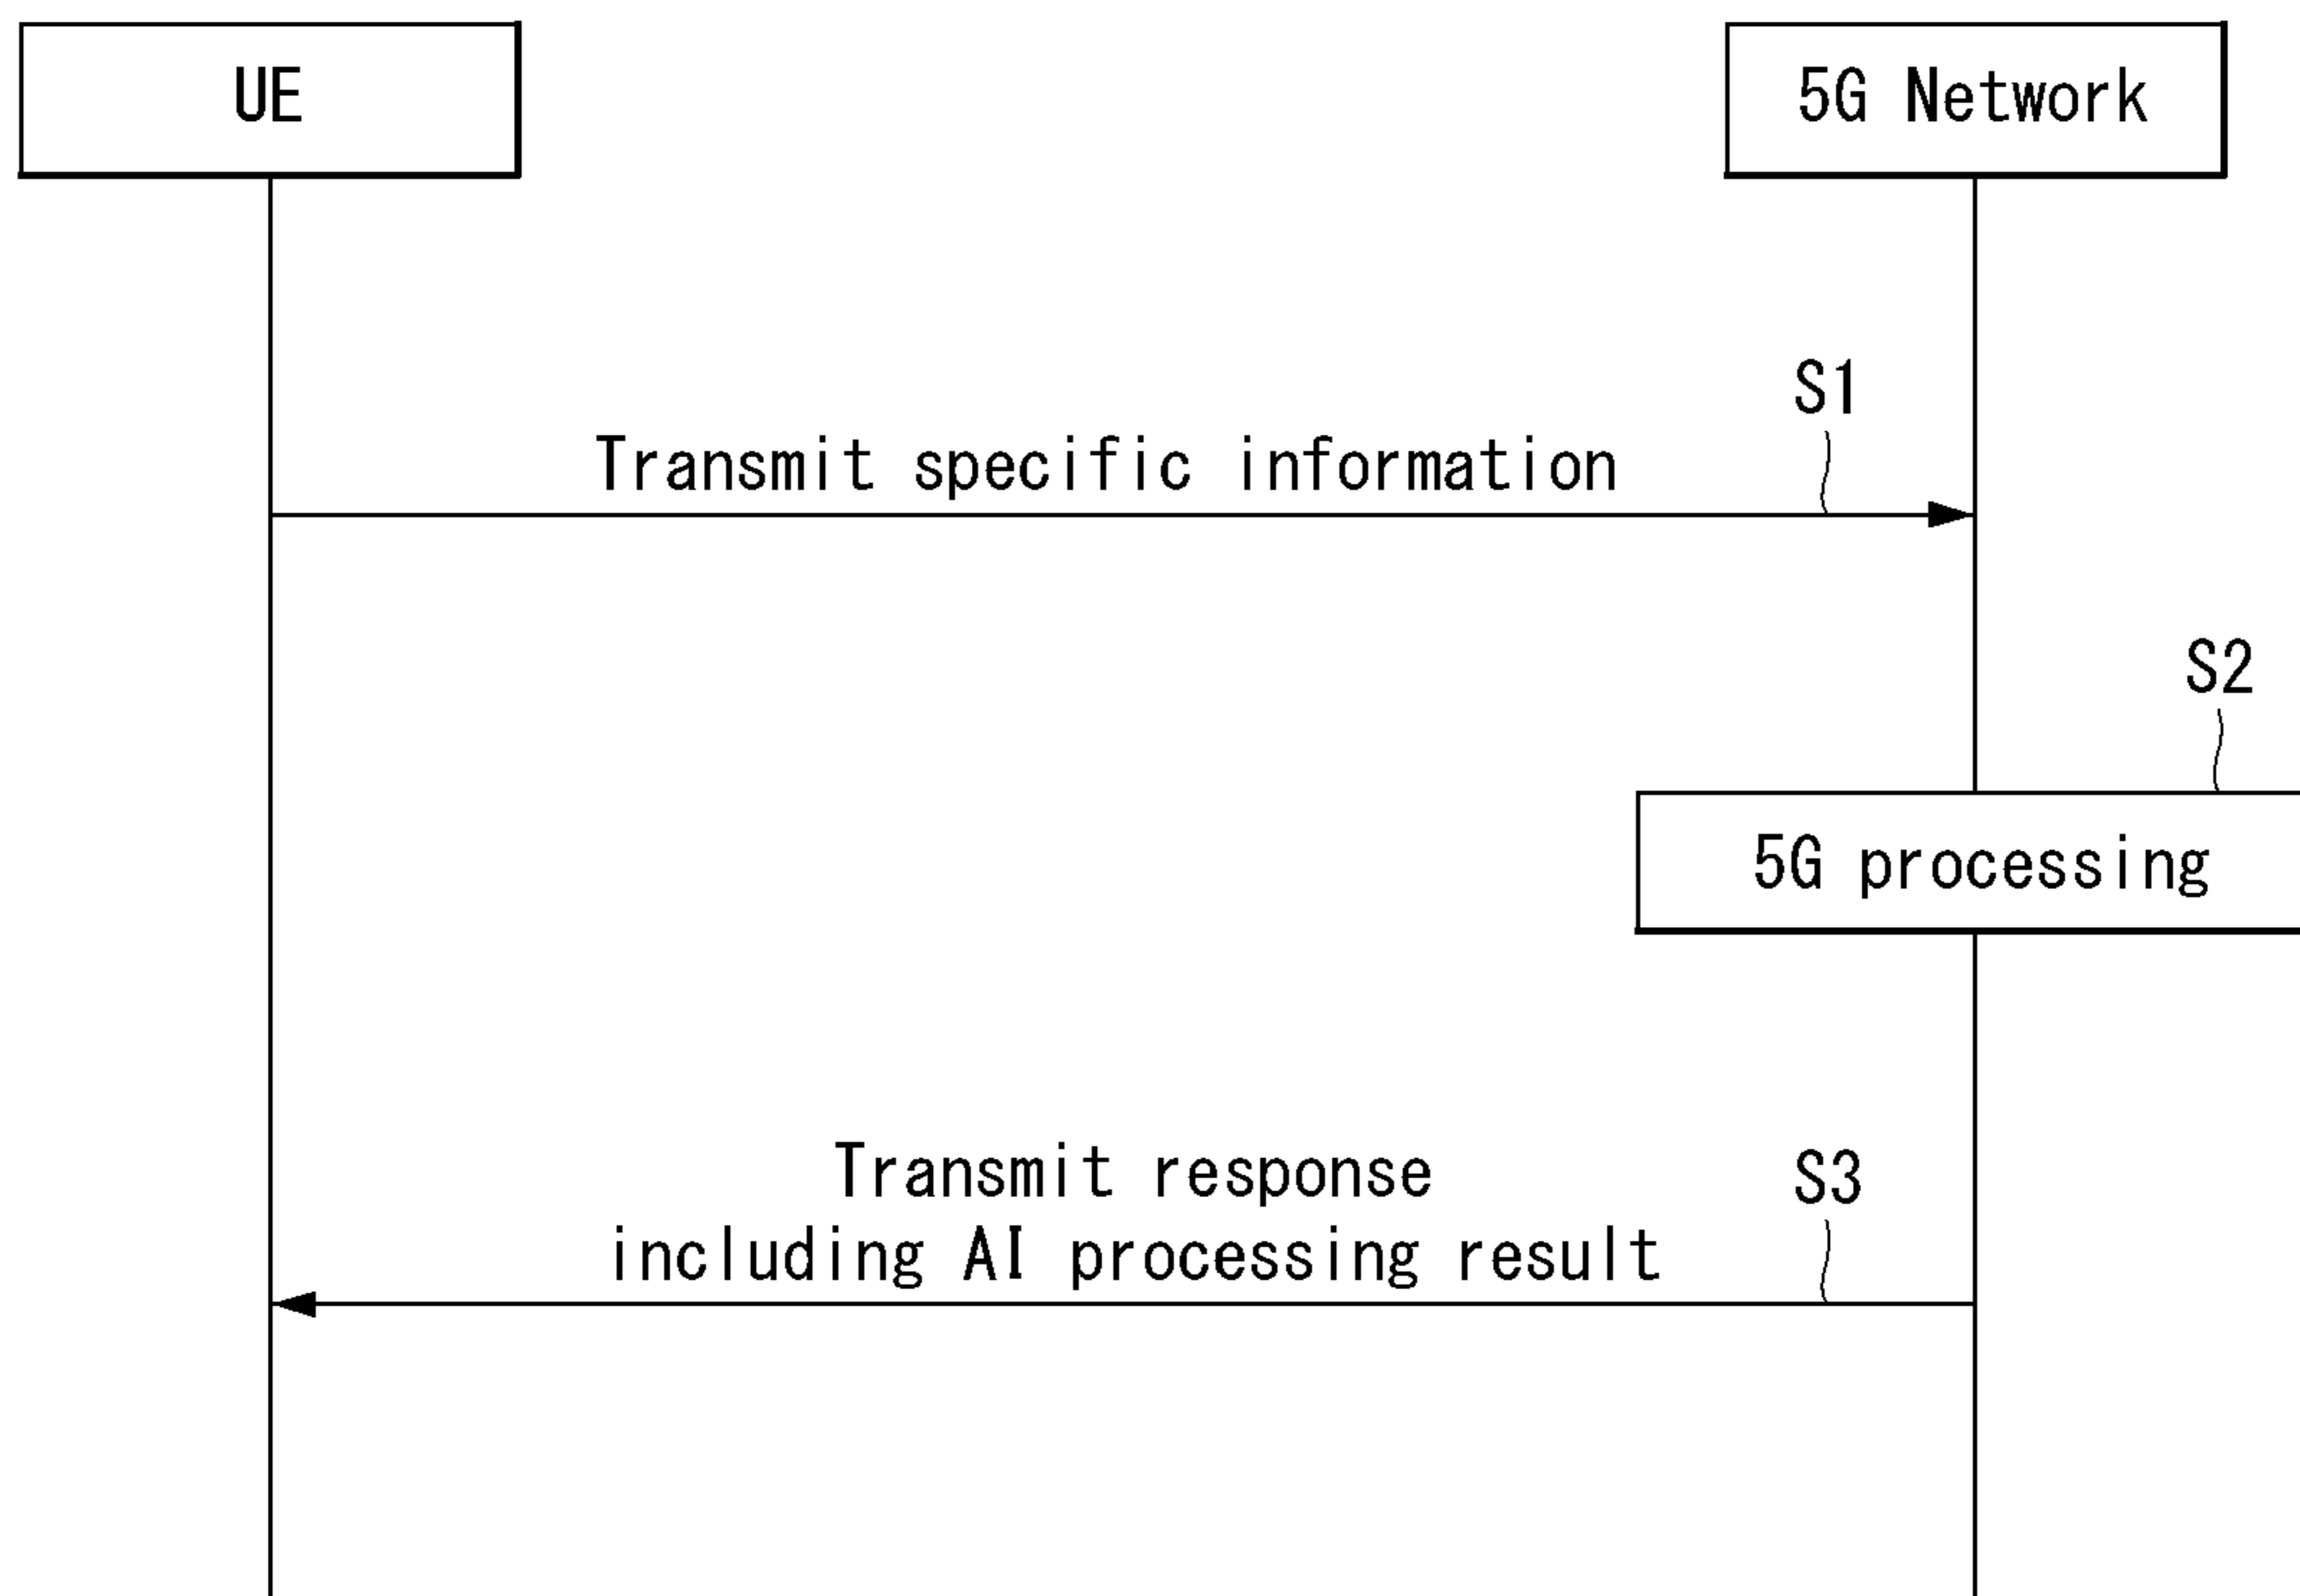 UE
5G Network
S1
Transmit specific information
S2
5G processing
Transmit response
S3
including AI processing result